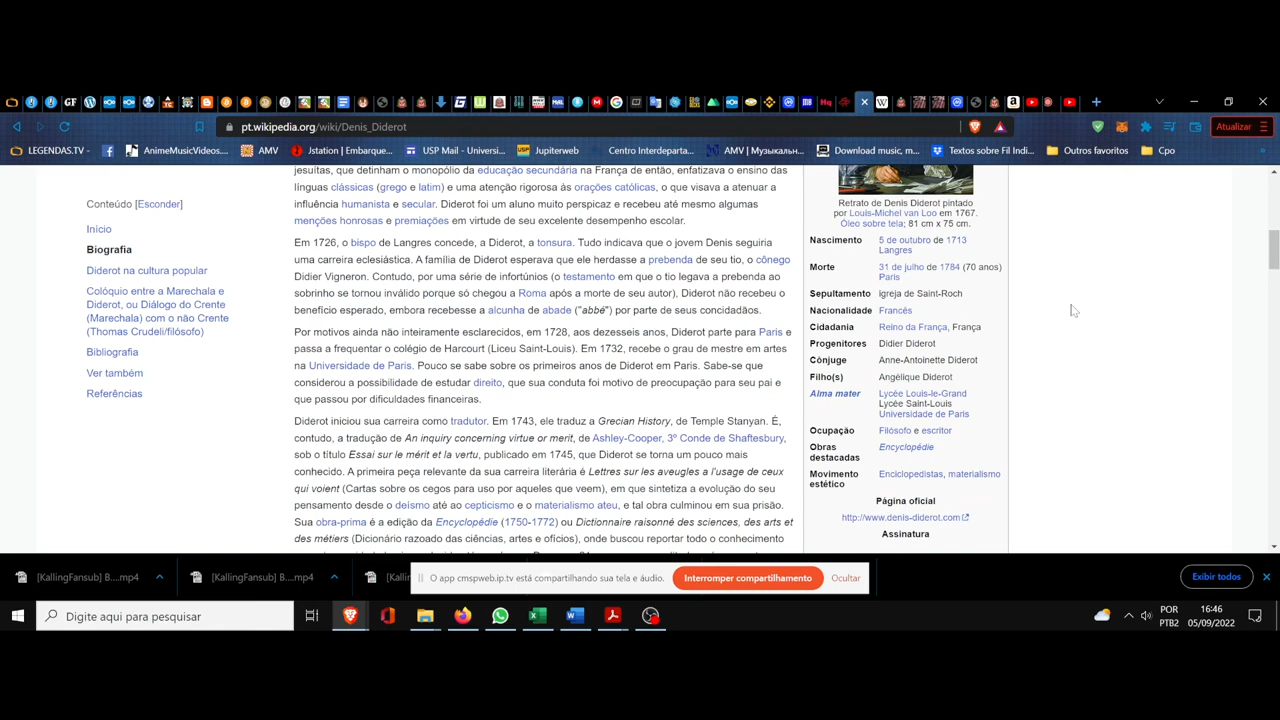 GF
pt.wikipedia.org/wiki/Denis_Diderot
Atualizar
LEGENDAS.TV
AnimeMusicVideos...
AMV
Jstation | Embarque...
USP Mail - Universi...
Jupiterweb
Centro Interdeparta...
AMV | Музыкальн...
Download music, m...
Textos sobre Fil Indi...
Outros favoritos
Cpo
jesuítas, que detinham o monopólio da educação secundária na França de então, enfatizava o ensino das
línguas clássicas (grego e latim) e uma atenção rigorosa às orações católicas, o que visava a atenuar a
influência humanista e secular. Diderot foi um aluno muito perspicaz e recebeu até mesmo algumas
menções honrosas e premiações em virtude de seu excelente desempenho escolar.
Em 1726, o bispo de Langres concede, a Diderot, a tonsura. Tudo indicava que o jovem Denis seguiria
uma carreira eclesiástica. A família de Diderot esperava que ele herdasse a prebenda de seu tio, o cônego
Didier Vigneron. Contudo, por uma série de infortúnios (o testamento em que o tio legava a prebenda ao
sobrinho se tornou inválido porque só chegou a Roma após a morte de seu autor), Diderot não recebeu o
benefício esperado, embora recebesse a alcunha de abade ("abbé") por parte de seus concidadãos.
Por motivos ainda não inteiramente esclarecidos, em 1728, aos dezesseis anos, Diderot parte para Paris e
passa a frequentar o colégio de Harcourt (Liceu Saint-Louis). Em 1732, recebe o grau de mestre em artes
na Universidade de Paris. Pouco se sabe sobre os primeiros anos de Diderot em Paris. Sabe-se que
considerou a possibilidade de estudar direito, que sua conduta foi motivo de preocupação para seu pai e
que passou por dificuldades financeiras.
Diderot iniciou sua carreira como tradutor. Em 1743, ele traduz a Grecian History, de Temple Stanyan. É,
contudo, a tradução de An inquiry concerning virtue or merit, de Ashley-Cooper, 3º Conde de Shaftesbury,
sob o título Essai sur le mérit et la vertu, publicado em 1745, que Diderot se torna um pouco mais
conhecido. A primeira peça relevante da sua carreira literária é Lettres sur les aveugles a l'usage de ceux
qui voient (Cartas sobre os cegos para uso por aqueles que veem), em que sintetiza a evolução do seu
pensamento desde o deísmo até ao cepticismo e o materialismo ateu, e tal obra culminou em sua prisão.
Sua obra-prima é a edição da Encyclopédie (1750-1772) ou Dictionnaire raisonné des sciences, des arts et
des métiers (Dicionário razoado das ciências, artes e ofícios), onde buscou reportar todo o conhecimento
Conteúdo [Esconder]
Início
Biografia
Diderot na cultura popular
Colóquio entre a Marechala e
Diderot, ou Diálogo do Crente
(Marechala) com o não Crente
(Thomas Crudeli/filósofo)
Bibliografia
Ver também
Referências
Retrato de Denis Diderot pintado
por Louis-Michel van Loo em 1767.
Óleo sobre tela; 81 cm x 75 cm.
Nascimento 5 de outubro de 1713
Langres
Morte 31 de julho de 1784 (70 anos)
Paris
Sepultamento Igreja de Saint-Roch
Nacionalidade Francês
Cidadania Reino da França, França
Progenitores Didier Diderot
Cônjuge Anne-Antoinette Diderot
Filho(s) Angélique Diderot
Alma mater Lycée Louis-le-Grand
Lycée Saint-Louis
Universidade de Paris
Ocupação Filósofo e escritor
Obras Encyclopédie
destacadas
Movimento Enciclopedistas, materialismo
estético
Página oficial
http://www.denis-diderot.com
Assinatura
[KallingFansub] B....mp4
[KallingFansub] B....mp4
[Kallin
O app cmspweb.ip.tv está compartilhando sua tela e áudio.
Interromper compartilhamento
Ocultar
Exibir todos
Digite aqui para pesquisar
POR
PTB2
16:46
05/09/2022